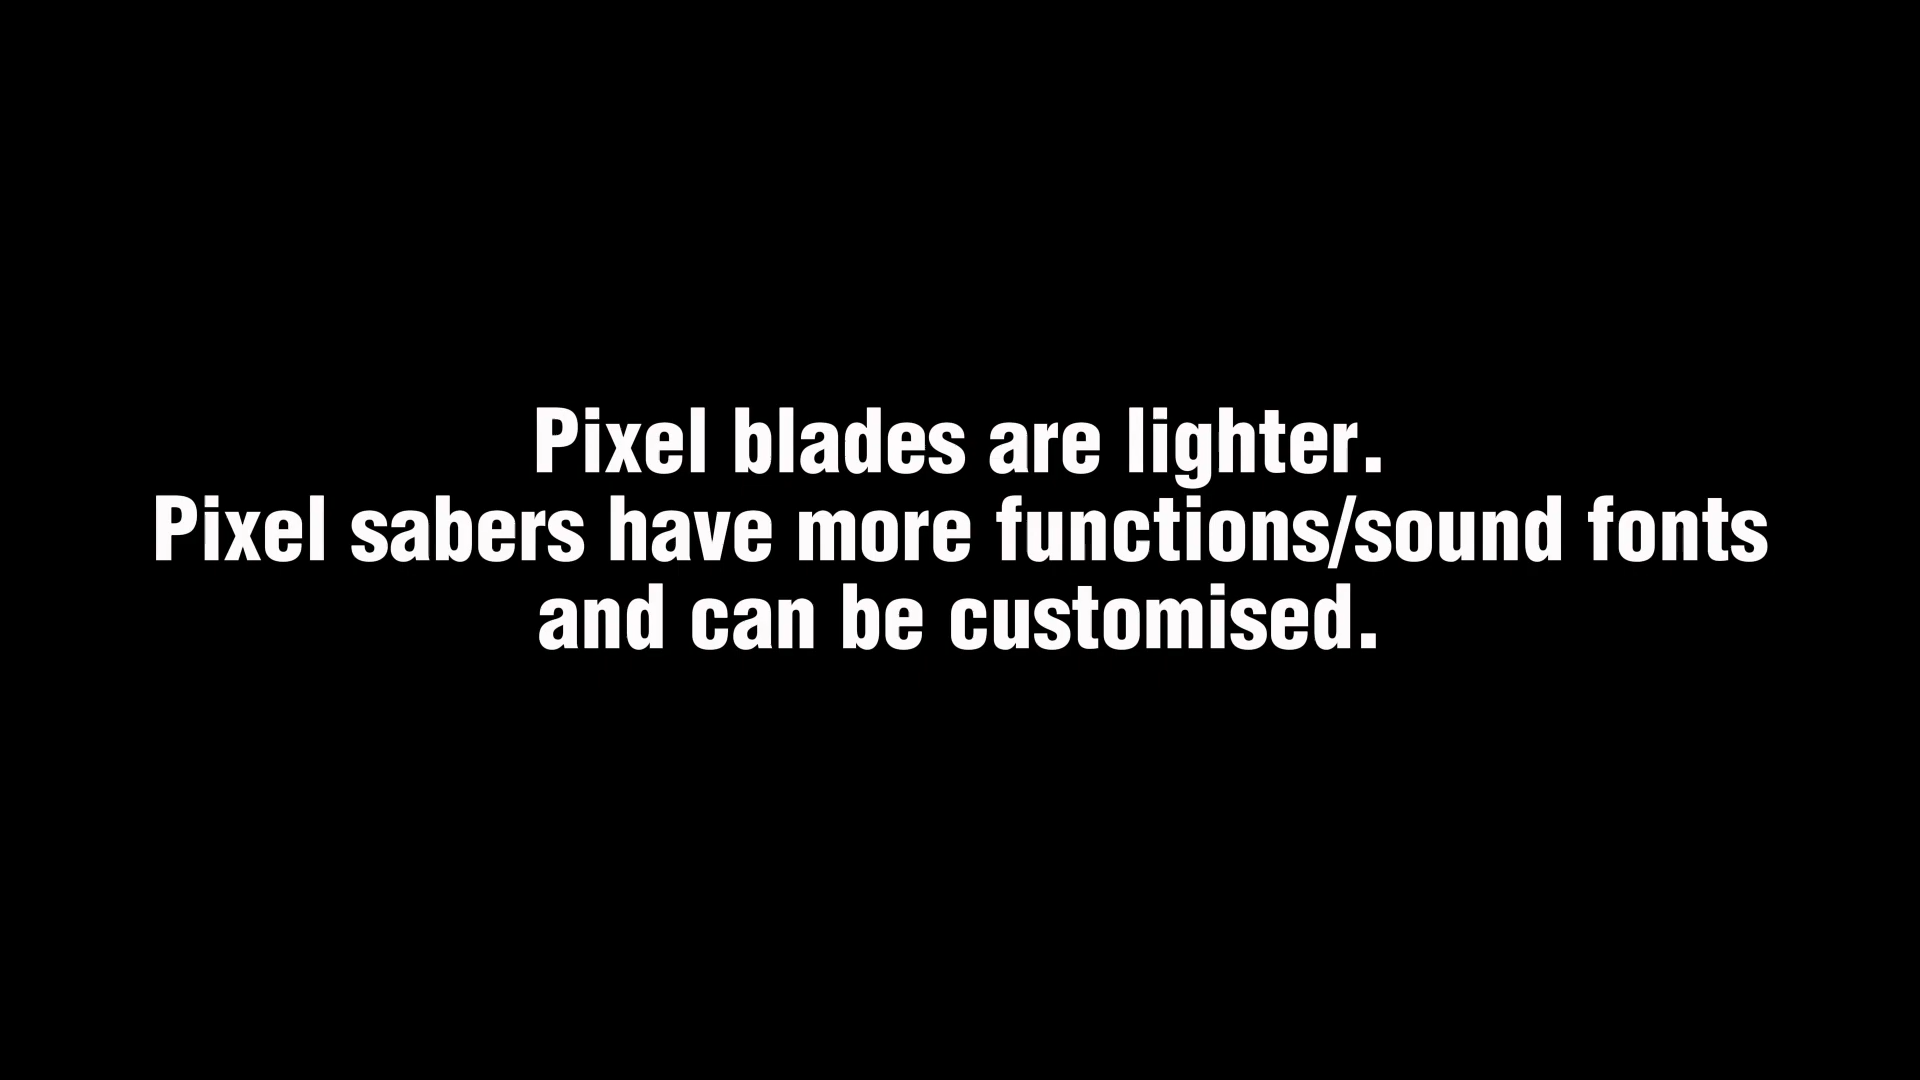 Pixel blades are lighter.
Pixel sabers have more functions/sound fonts
and can be customised.